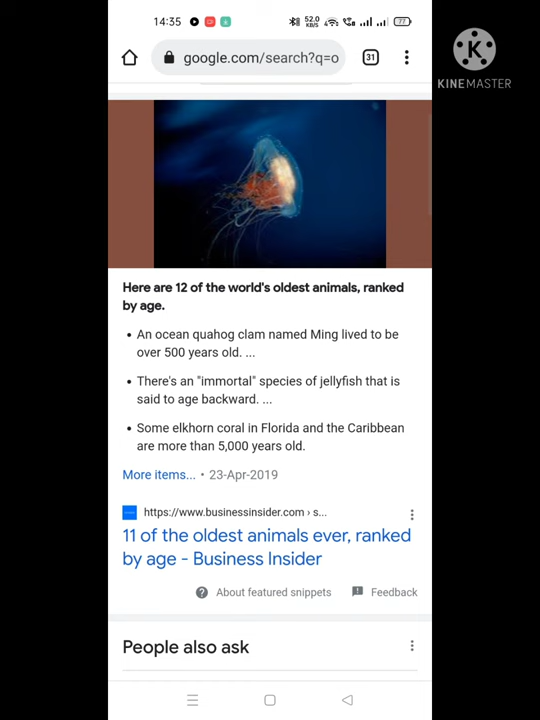 14:35 52.0 KB/S 77
google.com/search?q=o 31
KINEMASTER
Here are 12 of the world's oldest animals, ranked
by age.
• An ocean quahog clam named Ming lived to be
over 500 years old. ...
• There's an "immortal" species of jellyfish that is
said to age backward. ...
• Some elkhorn coral in Florida and the Caribbean
are more than 5,000 years old.
More items... • 23-Apr-2019
https://www.businessinsider.com › s...
11 of the oldest animals ever, ranked
by age - Business Insider
About featured snippets Feedback
People also ask